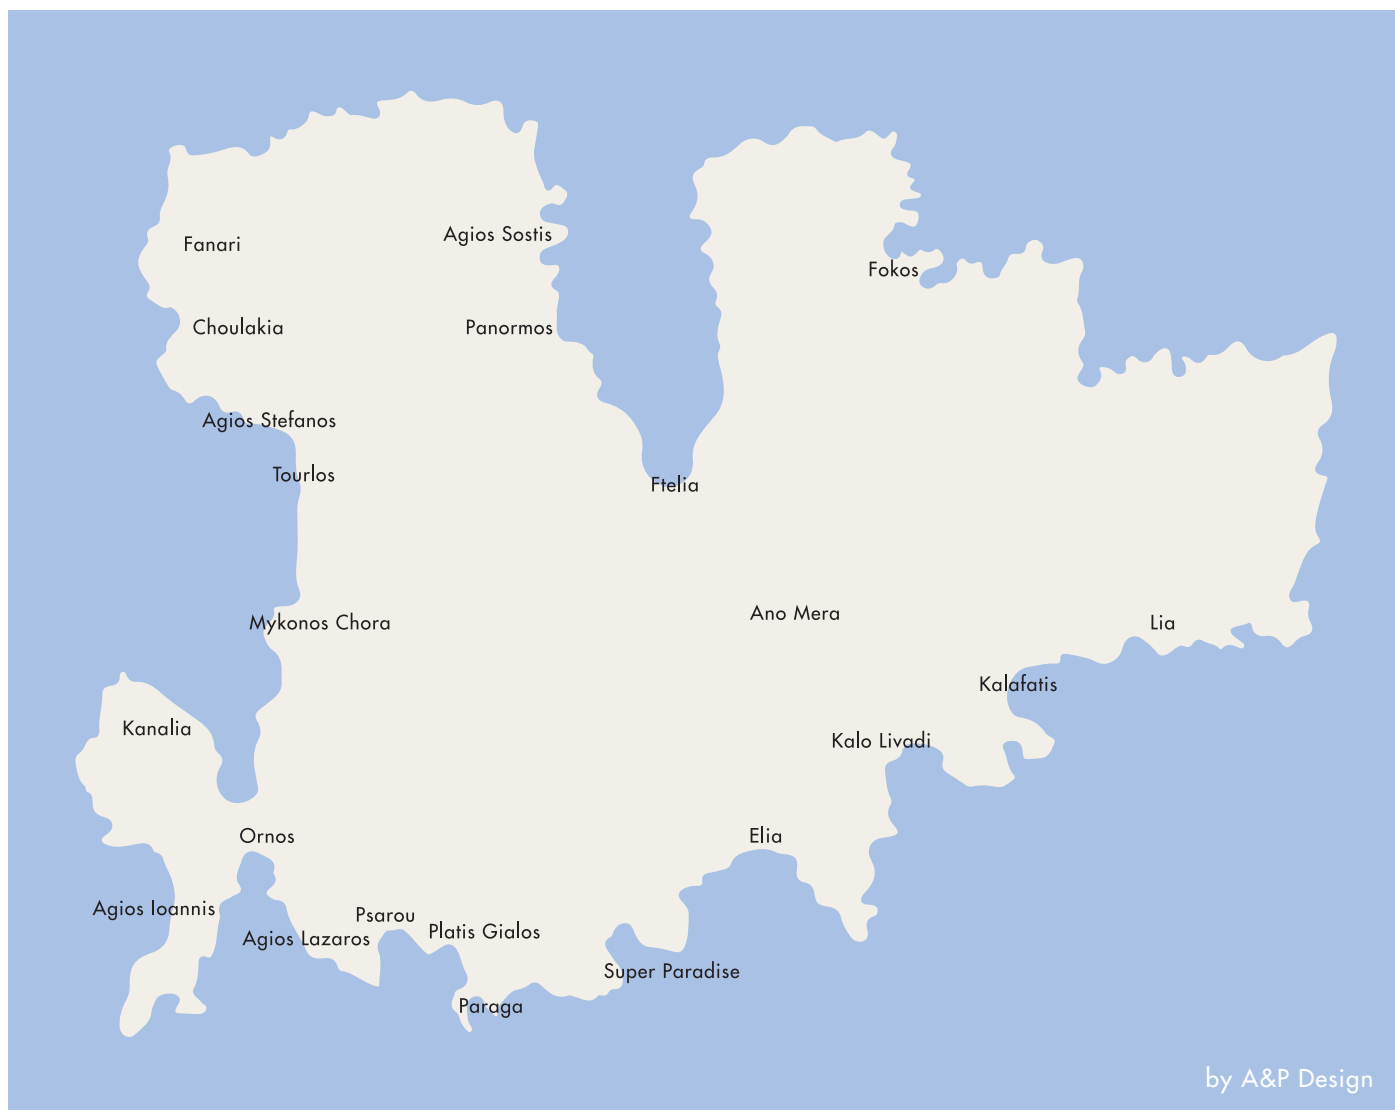 Agios Sostis
Fanari
Fokos
Choulakia
Panormos
Agios Stefanos
Tourlos
Ftelia
Ano Mera
Mykonos Chora
Lia
Kalafatis
Kanalia
Kalo Livadi
Ornos
Elia
Agios Ioannis
Psarou
Platis Gialos
Agios Lazaros
Super Paradise
Paraga
by A&P Design